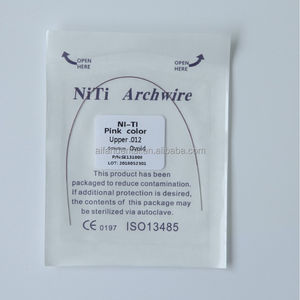 OPEN
HERE
OPEN
HERE
NiTi Archwire
NI-TI
Pink color
Upper .012
Ovoid
LOT: 2016052301
This product has been
packaged to reduce contamination.
If additional protection is desired,
the contents of this package may
be sterilized via autoclave.
CE 0197 ISO13485